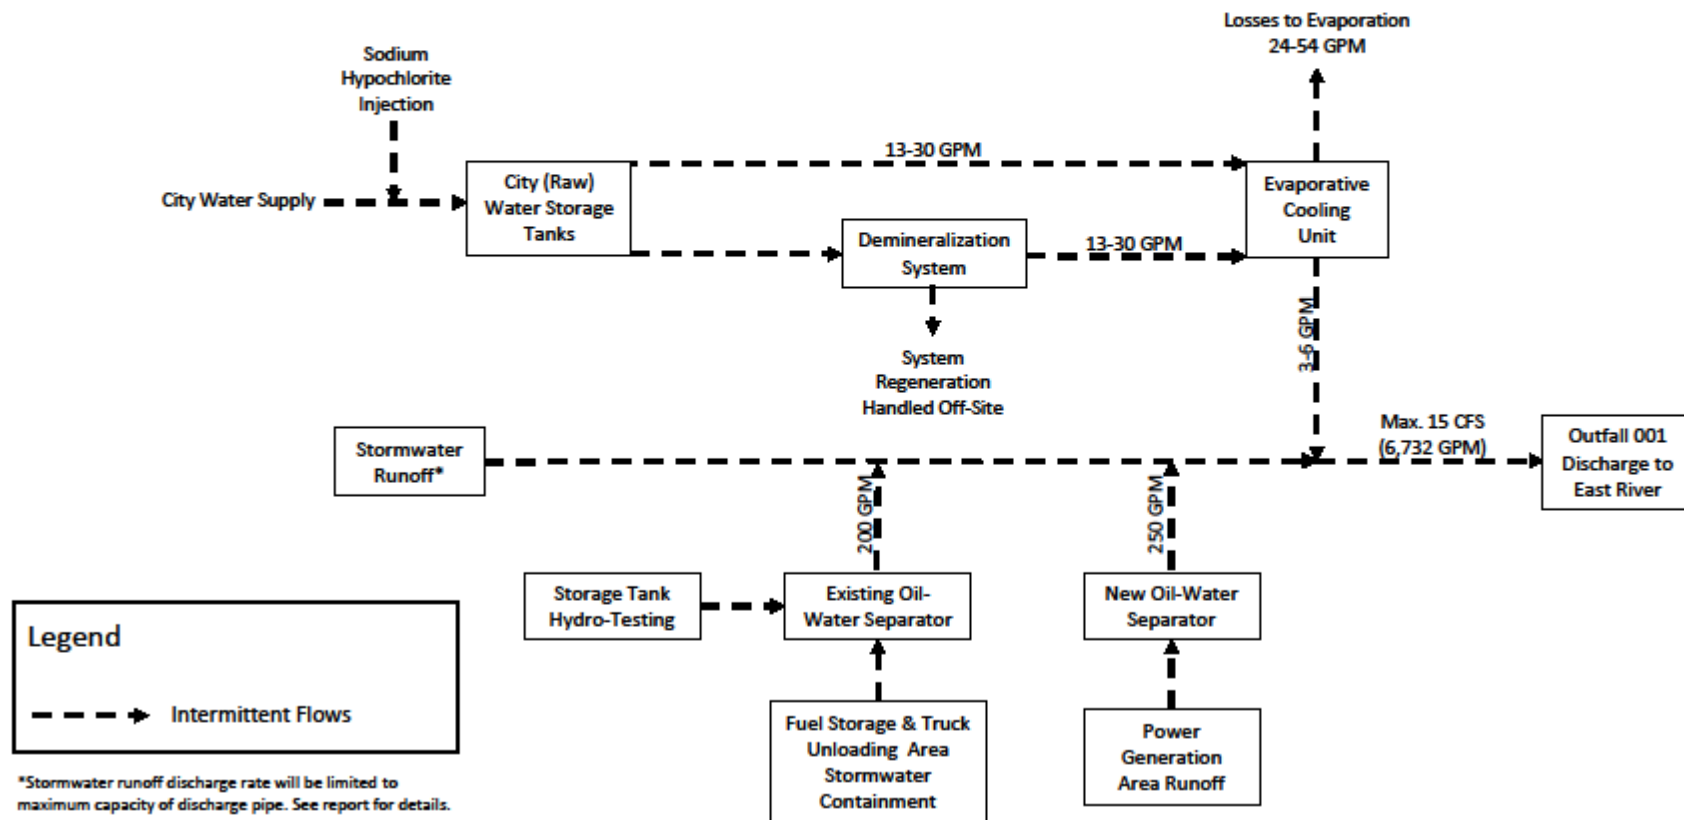 Losses to Evaporation
24-54 GPM
Sodium
Hypochlorite
Injection
13-30 GPM
City Water Supply
City (Raw)
Water Storage
Tanks
Evaporative
Cooling
Unit
Demineralization
System
13-30 GPM
System
Regeneration
Handled Off-Site
3-6 GPM
Stormwater
Runoff*
Max. 15 CFS
(6,732 GPM)
Outfall 001
Discharge to
East River
200 GPM
250 GPM
Storage Tank
Hydro-Testing
Existing Oil-
Water Separator
New Oil-Water
Separator
Fuel Storage & Truck
Unloading Area
Stormwater
Containment
Power
Generation
Area Runoff
Legend
Intermittent Flows
*Stormwater runoff discharge rate will be limited to
maximum capacity of discharge pipe. See report for details.